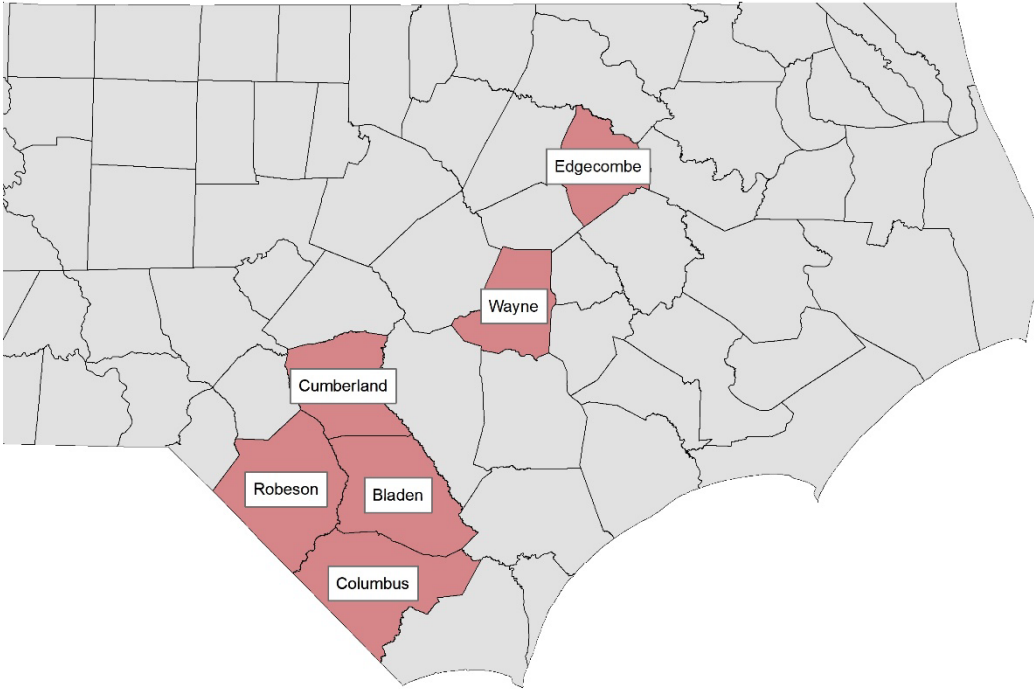 Edgecombe
Wayne
Cumberland
Robeson
Bladen
Columbus